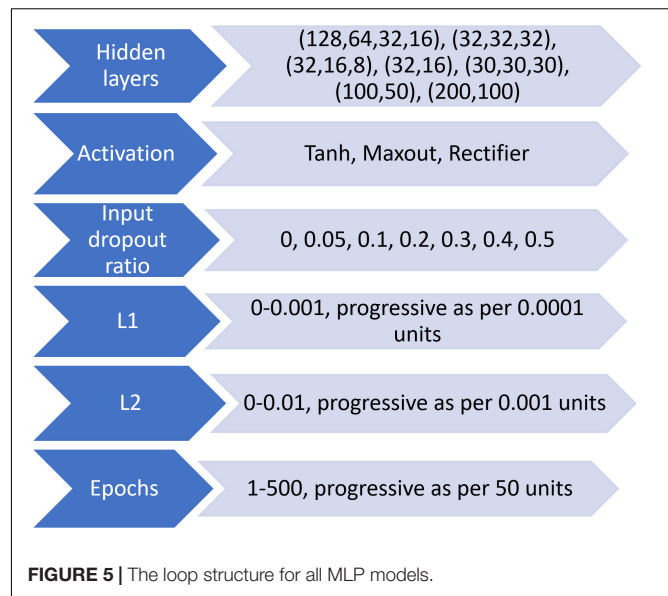 Hidden
layers
(128,64,32,16), (32,32,32),
(32,16,8), (32,16), (30,30,30),
(100,50), (200,100)
Activation
Tanh, Maxout, Rectifier
Input
dropout
ratio
0, 0.05, 0.1, 0.2, 0.3, 0.4, 0.5
L1
0-0.001, progressive as per 0.0001
units
L2
0-0.01, progressive as per 0.001 units
Epochs
1-500, progressive as per 50 units
FIGURE 5 | The loop structure for all MLP models.